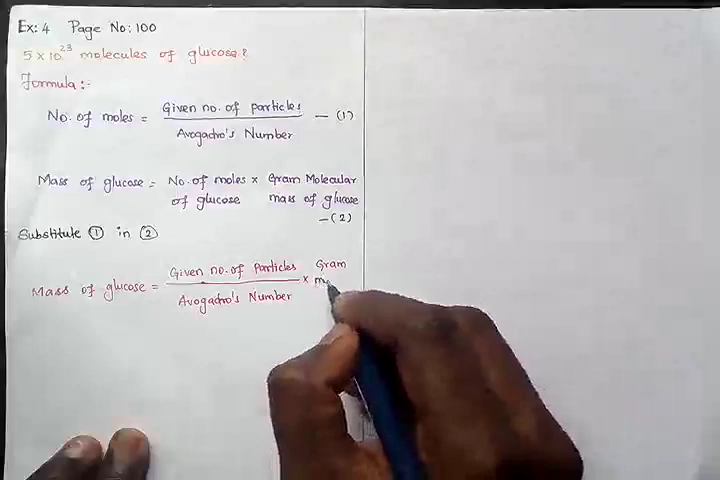 Ex: 4 Page No: 100
5 × 10²³ molecules of glucose?
Formula:-
No. of moles = Given no. of particles / Avogadro's Number — (1)
Mass of glucose = No. of moles × Gram Molecular
of glucose mass of glucose
— (2)
Substitute ① in ②
Mass of glucose = Given no. of Particles / Avogadro's Number × Gram